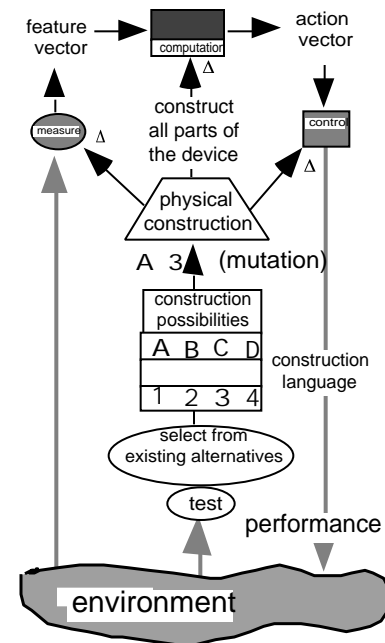 feature
vector
computation
action
vector
Δ
construct
all parts of
the device
measure
Δ
control
Δ
physical
construction
A 3
(mutation)
construction
possibilities
A B C D
construction
language
1 2 3 4
select from
existing alternatives
test
performance
environment